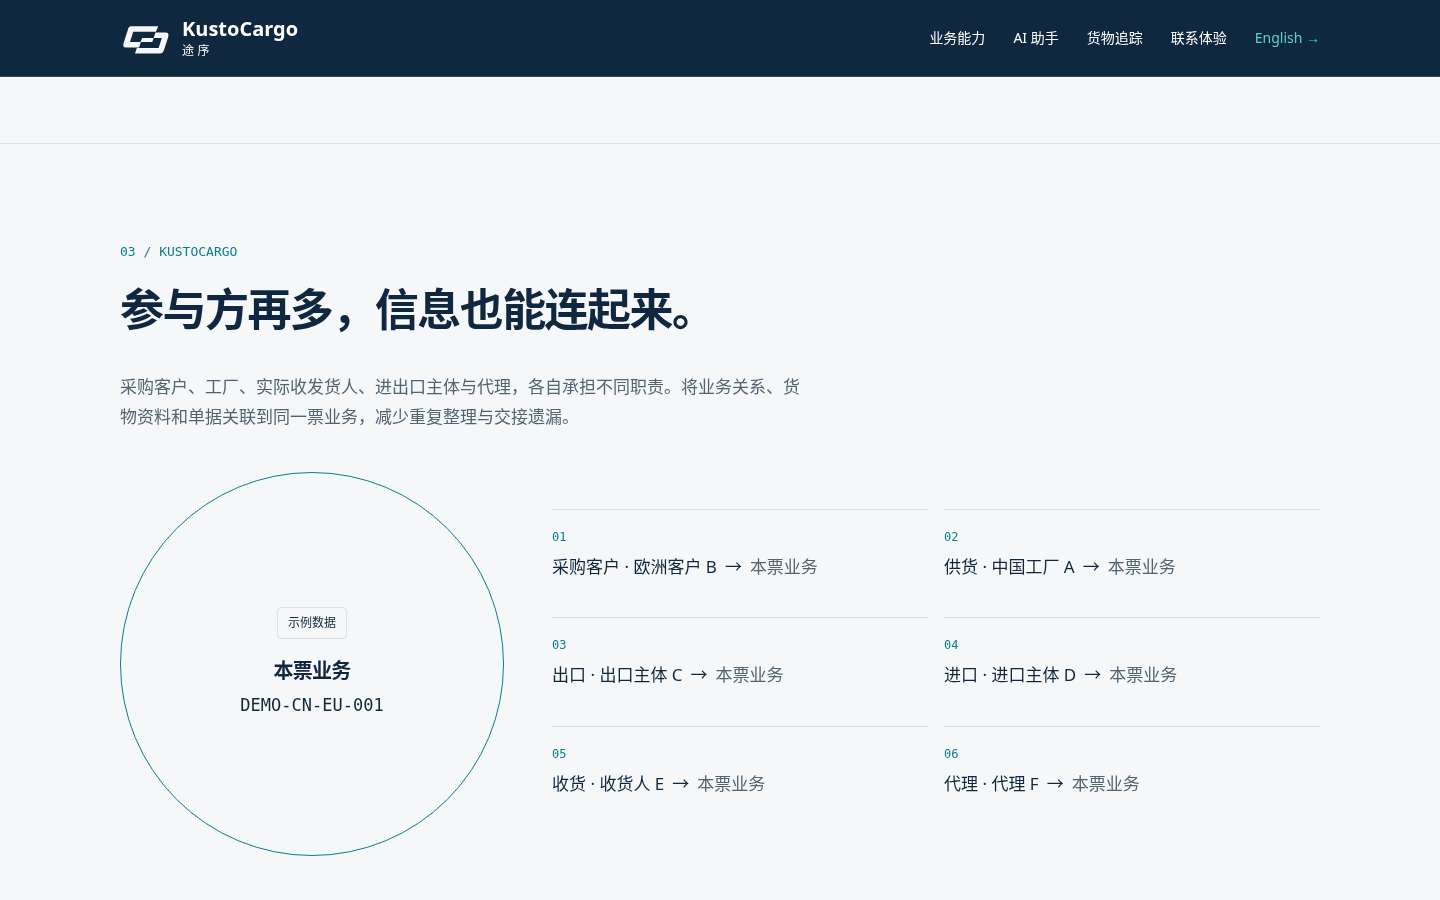 KustoCargo
途序
业务能力 AI 助手 货物追踪 联系体验 English →
03 / KUSTOCARGO
参与方再多，信息也能连起来。
采购客户、工厂、实际收发货人、进出口主体与代理，各自承担不同职责。将业务关系、货
物资料和单据关联到同一票业务，减少重复整理与交接遗漏。
示例数据
本票业务
DEMO-CN-EU-001
01
采购客户 · 欧洲客户 B → 本票业务
02
供货 · 中国工厂 A → 本票业务
03
出口 · 出口主体 C → 本票业务
04
进口 · 进口主体 D → 本票业务
05
收货 · 收货人 E → 本票业务
06
代理 · 代理 F → 本票业务